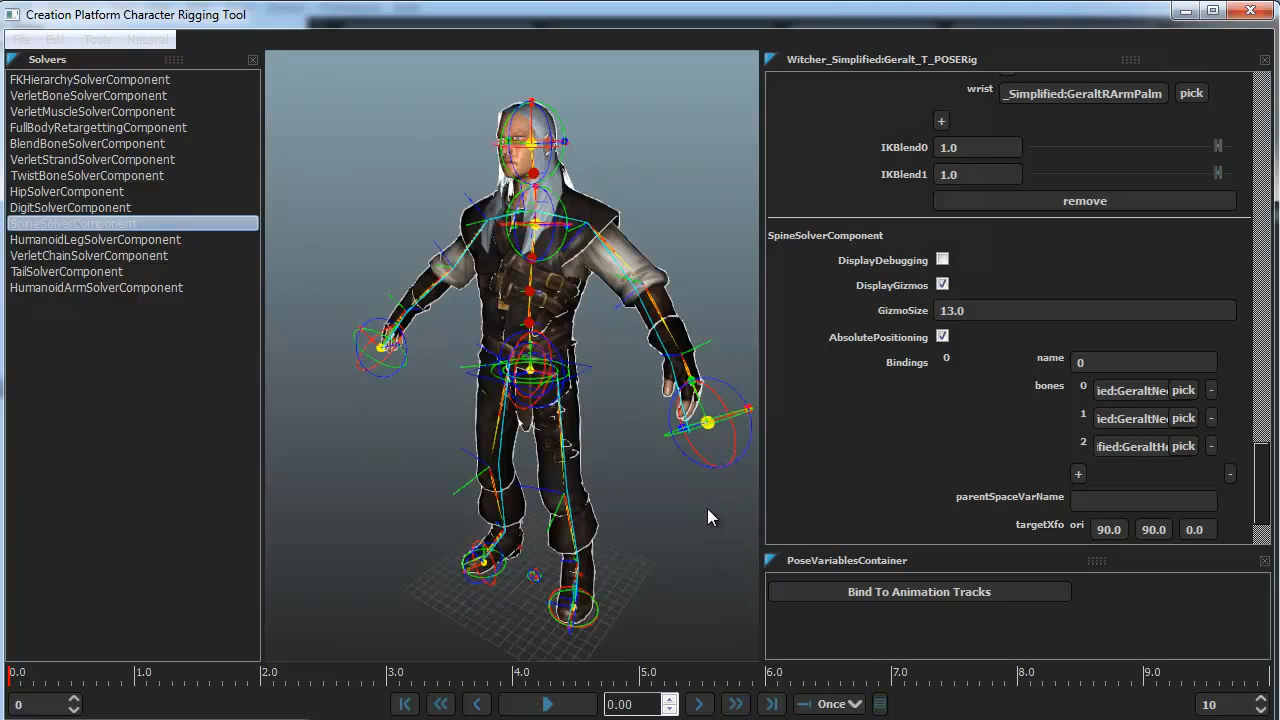 Creation Platform Character Rigging Tool
File Edit Tools Material
Solvers
FKHierarchySolverComponent
VerletBoneSolverComponent
VerletMuscleSolverComponent
FullBodyRetargettingComponent
BlendBoneSolverComponent
VerletStrandSolverComponent
TwistBoneSolverComponent
HipSolverComponent
DigitSolverComponent
SpineSolverComponent
HumanoidLegSolverComponent
VerletChainSolverComponent
TailSolverComponent
HumanoidArmSolverComponent
Witcher_Simplified:Geralt_T_POSERig
wrist _Simplified:GeraltRArmPalm pick
+
IKBlend0 1.0
IKBlend1 1.0
remove
SpineSolverComponent
DisplayDebugging
DisplayGizmos
GizmoSize 13.0
AbsolutePositioning
Bindings 0 name 0
bones 0 ied:GeraltNe pick -
1 ied:GeraltNe pick -
2 fied:GeraltHe pick -
+ -
parentSpaceVarName
targetXfo ori 90.0 90.0 0.0
PoseVariablesContainer
Bind To Animation Tracks
0.0 1.0 2.0 3.0 4.0 5.0 6.0 7.0 8.0 9.0
0 0.00 Once 10